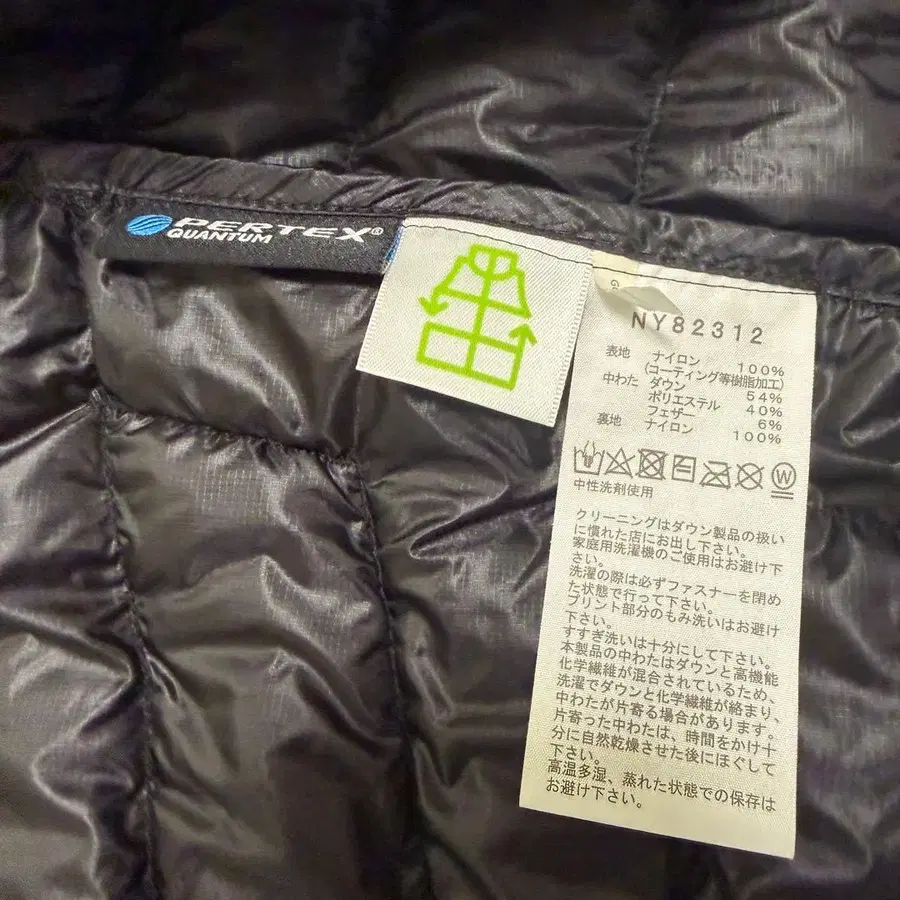 PERTEX®
QUANTUM
NY82312
表地 ナイロン 100%
(コーティング等樹脂加工)
中わた ダウン 54%
ポリエステル 40%
フェザー 6%
裏地 ナイロン 100%
W
中性洗剤使用
クリーニングはダウン製品の扱い
に慣れた店にお出し下さい。
家庭用洗濯機のご使用はお避け下
さい。
洗濯の際は必ずファスナーを閉め
た状態で行って下さい。
プリント部分のもみ洗いはお避け
下さい。
すすぎ洗いは十分にして下さい。
本製品の中わたはダウンと高機能
化学繊維が混合されているため、
洗濯でダウンと化学繊維が絡まり、
中わたが片寄る場合があります。
片寄った中わたは、時間をかけ十
分に自然乾燥させた後にほぐして
下さい。
高温多湿、蒸れた状態での保存は
お避け下さい。